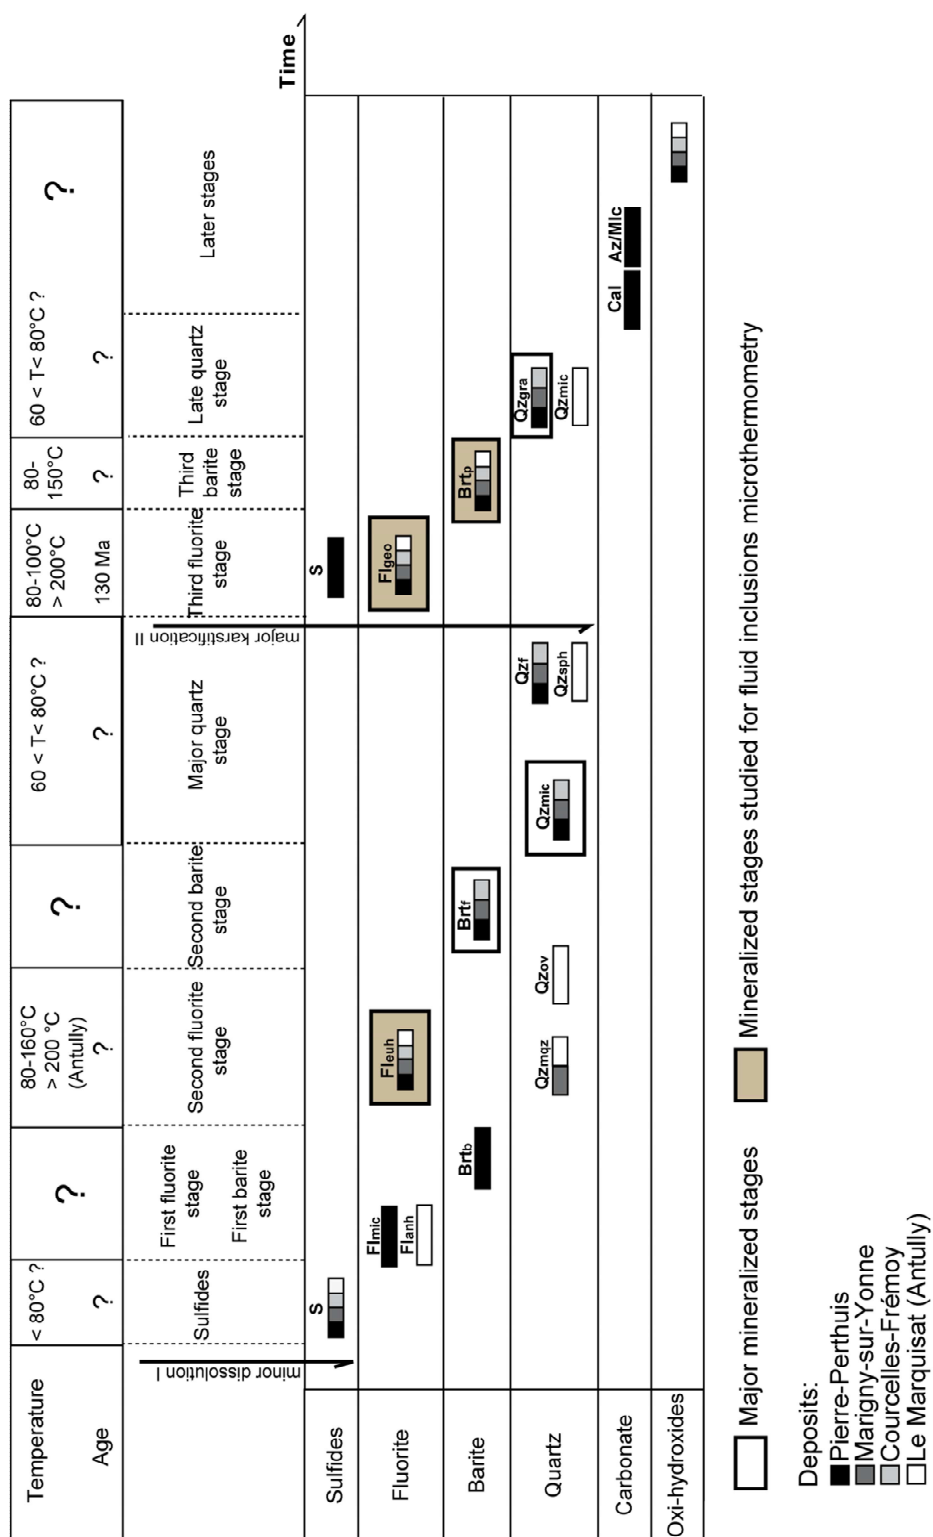 Temperature
< 80°C ?
?
80-160°C
> 200 °C
(Antully)
?
60 < T< 80°C ?
80-100°C
> 200°C
80-
150°C
60 < T< 80°C ?
?
Age
?
?
?
130 Ma
?
?
Sulfides
First fluorite
stage
First barite
stage
Second fluorite
stage
Second barite
stage
Major quartz
stage
Third fluorite
stage
Third
barite
stage
Late quartz
stage
Later stages
minor dissolution I
major karstification II
Time
Sulfides
S
S
Fluorite
Flmic
Flanh
Fleuh
Flgeo
Barite
Brtb
Brtf
Brtp
Quartz
Qzmqz
Qzov
Qzmic
Qzf
Qzsph
Qzgra
Qzmic
Carbonate
Cal
Az/Mlc
Oxi-hydroxides
Major mineralized stages
Mineralized stages studied for fluid inclusions microthermometry
Deposits:
Pierre-Perthuis
Marigny-sur-Yonne
Courcelles-Frémoy
Le Marquisat (Antully)